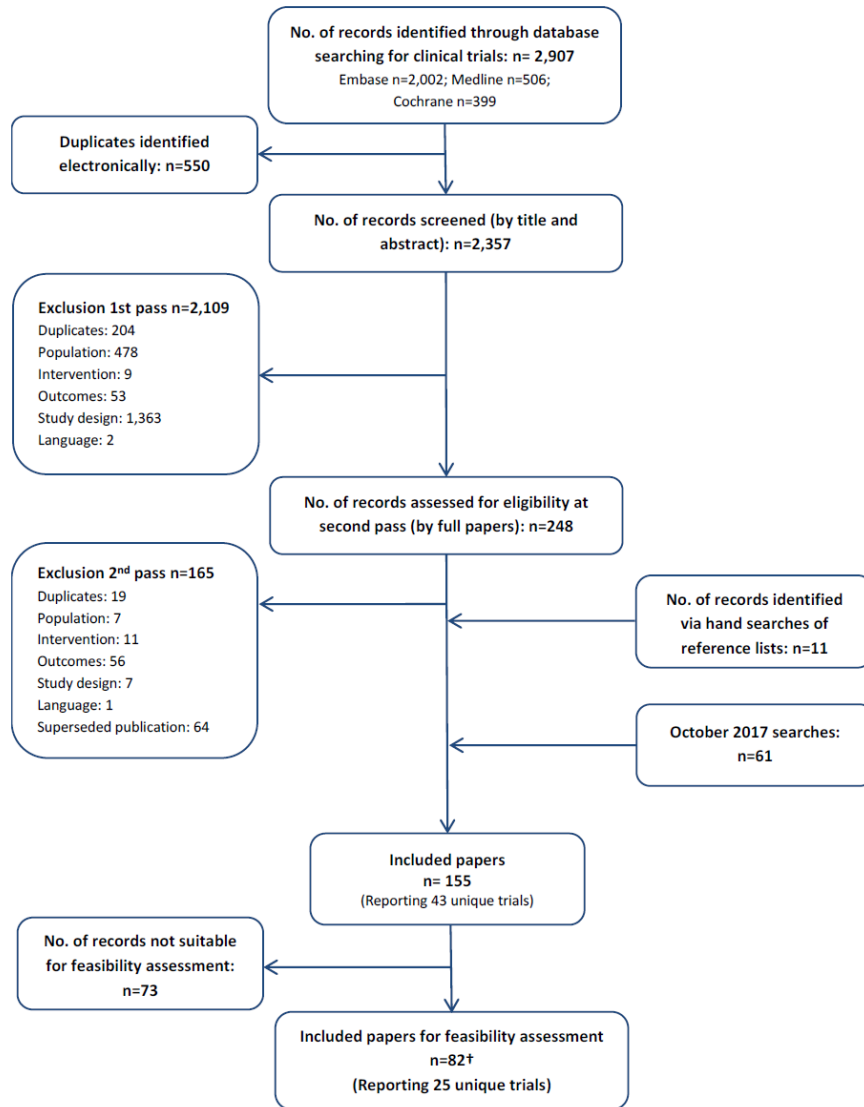 No. of records identified through database
searching for clinical trials: n= 2,907
Embase n=2,002; Medline n=506;
Cochrane n=399
Duplicates identified
electronically: n=550
No. of records screened (by title and
abstract): n=2,357
Exclusion 1st pass n=2,109
Duplicates: 204
Population: 478
Intervention: 9
Outcomes: 53
Study design: 1,363
Language: 2
No. of records assessed for eligibility at
second pass (by full papers): n=248
Exclusion 2nd pass n=165
Duplicates: 19
Population: 7
Intervention: 11
Outcomes: 56
Study design: 7
Language: 1
Superseded publication: 64
No. of records identified
via hand searches of
reference lists: n=11
October 2017 searches:
n=61
Included papers
n= 155
(Reporting 43 unique trials)
No. of records not suitable
for feasibility assessment:
n=73
Included papers for feasibility assessment
n=82†
(Reporting 25 unique trials)